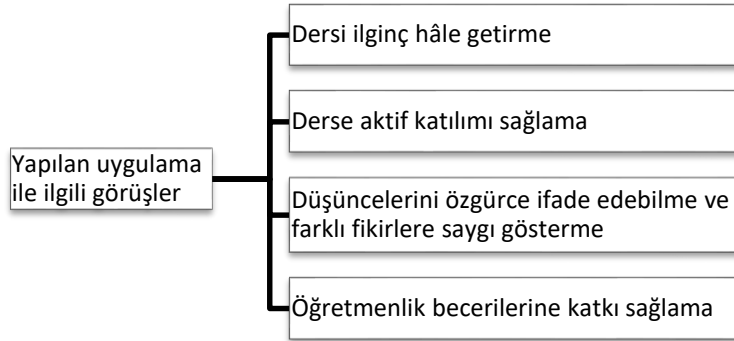 Yapılan uygulama
ile ilgili görüşler
Dersi ilginç hâle getirme
Derse aktif katılımı sağlama
Düşüncelerini özgürce ifade edebilme ve
farklı fikirlere saygı gösterme
Öğretmenlik becerilerine katkı sağlama